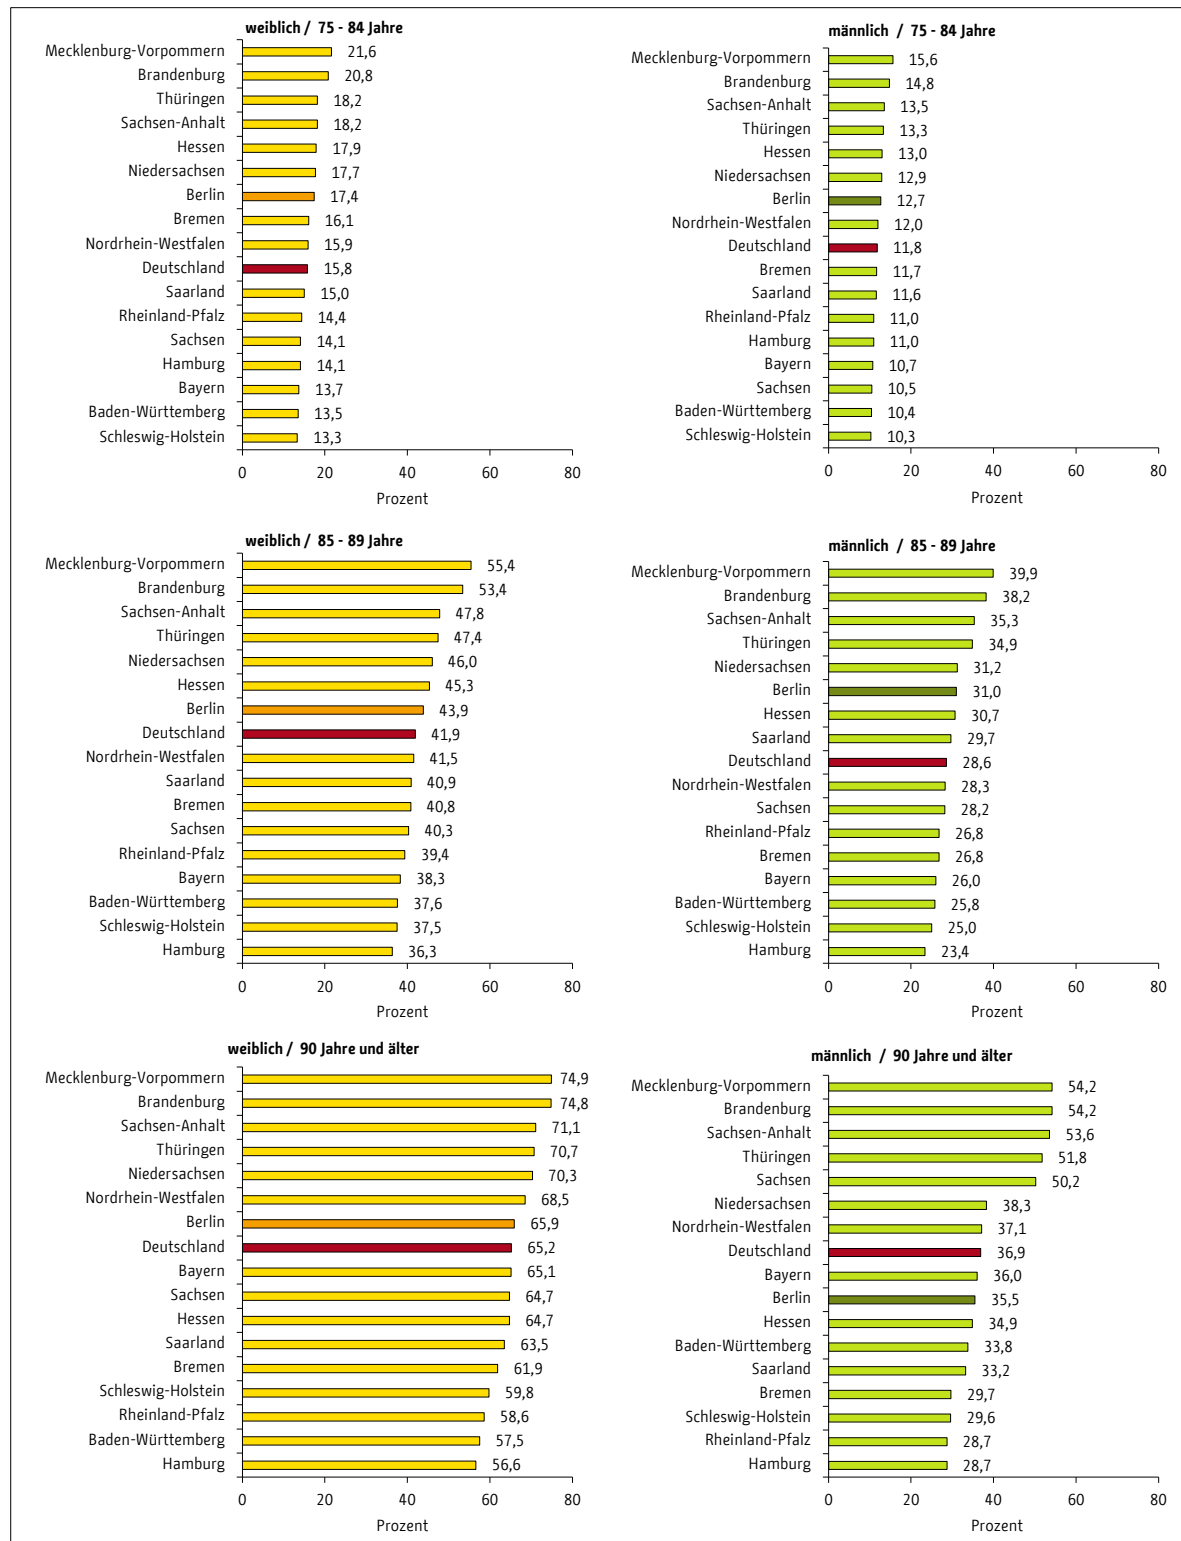 weiblich / 75 - 84 Jahre
Mecklenburg-Vorpommern 21,6
Brandenburg 20,8
Thüringen 18,2
Sachsen-Anhalt 18,2
Hessen 17,9
Niedersachsen 17,7
Berlin 17,4
Bremen 16,1
Nordrhein-Westfalen 15,9
Deutschland 15,8
Saarland 15,0
Rheinland-Pfalz 14,4
Sachsen 14,1
Hamburg 14,1
Bayern 13,7
Baden-Württemberg 13,5
Schleswig-Holstein 13,3
0 20 40 60 80
Prozent
männlich / 75 - 84 Jahre
Mecklenburg-Vorpommern 15,6
Brandenburg 14,8
Sachsen-Anhalt 13,5
Thüringen 13,3
Hessen 13,0
Niedersachsen 12,9
Berlin 12,7
Nordrhein-Westfalen 12,0
Deutschland 11,8
Bremen 11,7
Saarland 11,6
Rheinland-Pfalz 11,0
Hamburg 11,0
Bayern 10,7
Sachsen 10,5
Baden-Württemberg 10,4
Schleswig-Holstein 10,3
0 20 40 60 80
Prozent
weiblich / 85 - 89 Jahre
Mecklenburg-Vorpommern 55,4
Brandenburg 53,4
Sachsen-Anhalt 47,8
Thüringen 47,4
Niedersachsen 46,0
Hessen 45,3
Berlin 43,9
Deutschland 41,9
Nordrhein-Westfalen 41,5
Saarland 40,9
Bremen 40,8
Sachsen 40,3
Rheinland-Pfalz 39,4
Bayern 38,3
Baden-Württemberg 37,6
Schleswig-Holstein 37,5
Hamburg 36,3
0 20 40 60 80
Prozent
männlich / 85 - 89 Jahre
Mecklenburg-Vorpommern 39,9
Brandenburg 38,2
Sachsen-Anhalt 35,3
Thüringen 34,9
Niedersachsen 31,2
Berlin 31,0
Hessen 30,7
Saarland 29,7
Deutschland 28,6
Nordrhein-Westfalen 28,3
Sachsen 28,2
Rheinland-Pfalz 26,8
Bremen 26,8
Bayern 26,0
Baden-Württemberg 25,8
Schleswig-Holstein 25,0
Hamburg 23,4
0 20 40 60 80
Prozent
weiblich / 90 Jahre und älter
Mecklenburg-Vorpommern 74,9
Brandenburg 74,8
Sachsen-Anhalt 71,1
Thüringen 70,7
Niedersachsen 70,3
Nordrhein-Westfalen 68,5
Berlin 65,9
Deutschland 65,2
Bayern 65,1
Sachsen 64,7
Hessen 64,7
Saarland 63,5
Bremen 61,9
Schleswig-Holstein 59,8
Rheinland-Pfalz 58,6
Baden-Württemberg 57,5
Hamburg 56,6
0 20 40 60 80
Prozent
männlich / 90 Jahre und älter
Mecklenburg-Vorpommern 54,2
Brandenburg 54,2
Sachsen-Anhalt 53,6
Thüringen 51,8
Sachsen 50,2
Niedersachsen 38,3
Nordrhein-Westfalen 37,1
Deutschland 36,9
Bayern 36,0
Berlin 35,5
Hessen 34,9
Baden-Württemberg 33,8
Saarland 33,2
Bremen 29,7
Schleswig-Holstein 29,6
Rheinland-Pfalz 28,7
Hamburg 28,7
0 20 40 60 80
Prozent